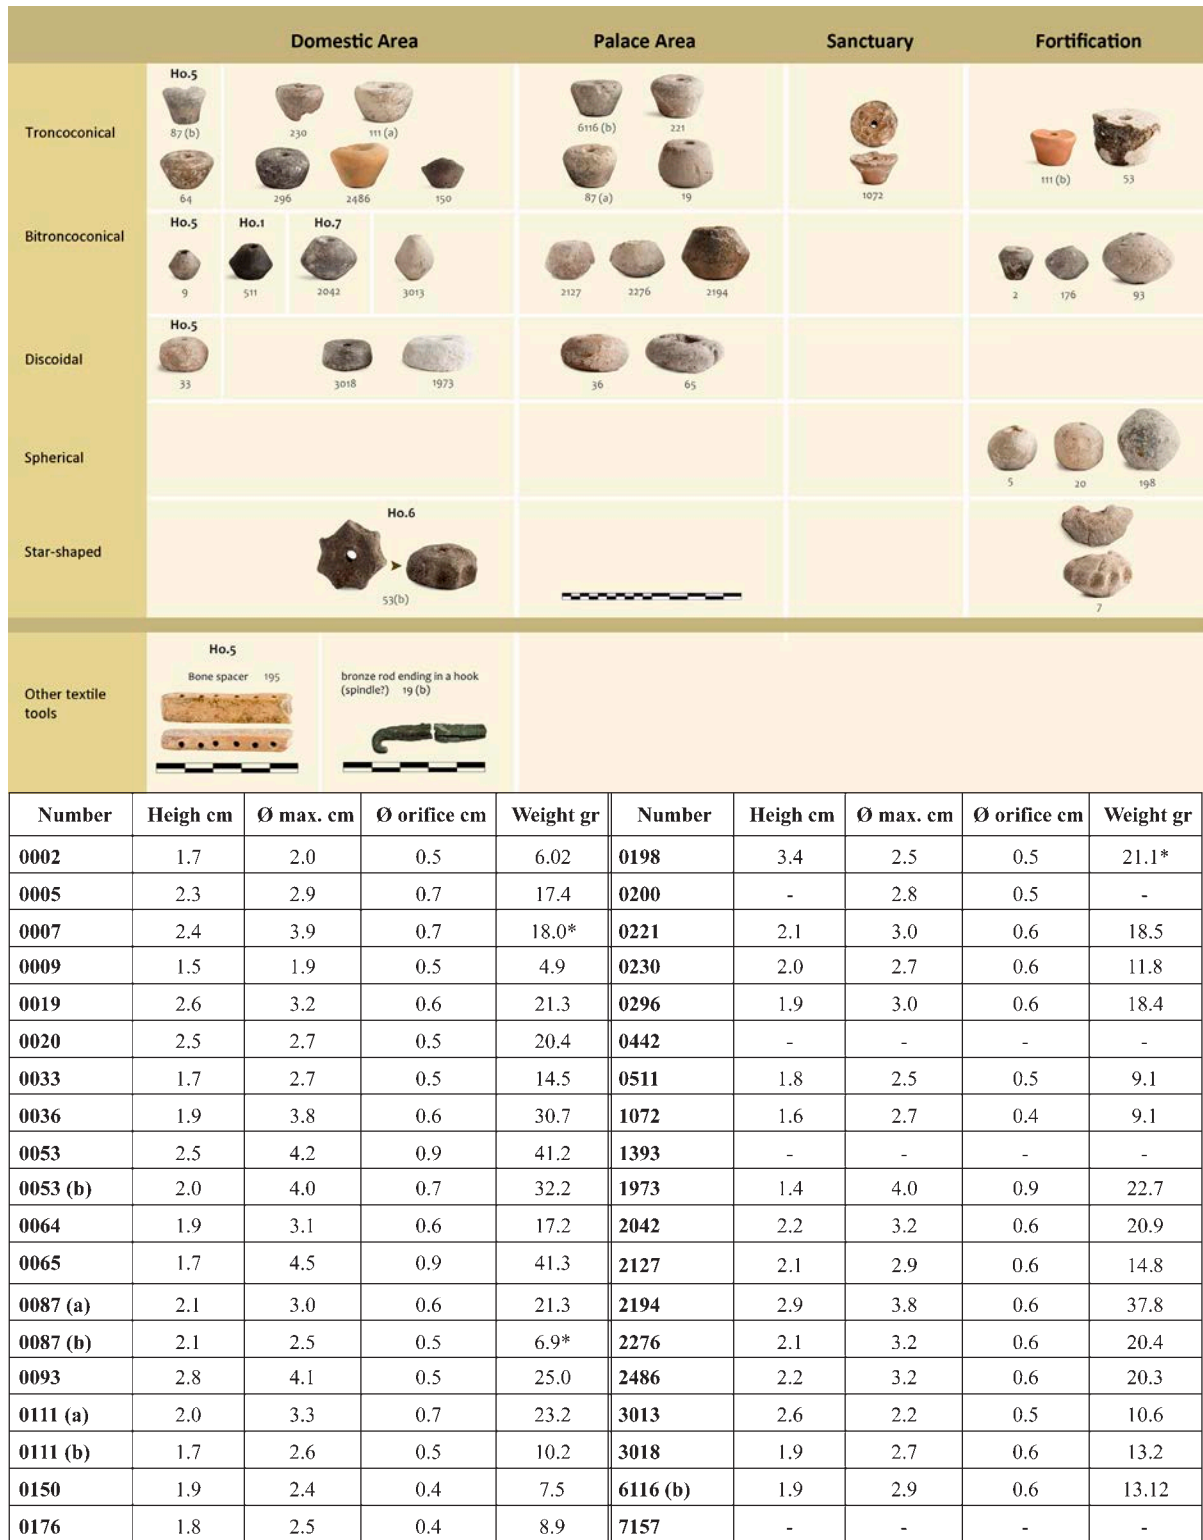 Domestic Area Palace Area Sanctuary Fortification
Troncoconical
Ho.5
87 (b) 230 111 (a) 6116 (b) 221
111 (b) 53
64 296 2486 150 87 (a) 19 1072
Bitroncoconical
Ho.5 Ho.1 Ho.7
9 511 2042 3013 2127 2276 2194 2 176 93
Discoidal
Ho.5
33 3018 1973 36 65
Spherical
5 20 198
Star-shaped
Ho.6
53(b)
7
Other textile
tools
Ho.5
Bone spacer 195
bronze rod ending in a hook
(spindle?) 19 (b)
Number Heigh cm Ø max. cm Ø orifice cm Weight gr Number Heigh cm Ø max. cm Ø orifice cm Weight gr
0002 1.7 2.0 0.5 6.02 0198 3.4 2.5 0.5 21.1*
0005 2.3 2.9 0.7 17.4 0200 - 2.8 0.5 -
0007 2.4 3.9 0.7 18.0* 0221 2.1 3.0 0.6 18.5
0009 1.5 1.9 0.5 4.9 0230 2.0 2.7 0.6 11.8
0019 2.6 3.2 0.6 21.3 0296 1.9 3.0 0.6 18.4
0020 2.5 2.7 0.5 20.4 0442 - - - -
0033 1.7 2.7 0.5 14.5 0511 1.8 2.5 0.5 9.1
0036 1.9 3.8 0.6 30.7 1072 1.6 2.7 0.4 9.1
0053 2.5 4.2 0.9 41.2 1393 - - - -
0053 (b) 2.0 4.0 0.7 32.2 1973 1.4 4.0 0.9 22.7
0064 1.9 3.1 0.6 17.2 2042 2.2 3.2 0.6 20.9
0065 1.7 4.5 0.9 41.3 2127 2.1 2.9 0.6 14.8
0087 (a) 2.1 3.0 0.6 21.3 2194 2.9 3.8 0.6 37.8
0087 (b) 2.1 2.5 0.5 6.9* 2276 2.1 3.2 0.6 20.4
0093 2.8 4.1 0.5 25.0 2486 2.2 3.2 0.6 20.3
0111 (a) 2.0 3.3 0.7 23.2 3013 2.6 2.2 0.5 10.6
0111 (b) 1.7 2.6 0.5 10.2 3018 1.9 2.7 0.6 13.2
0150 1.9 2.4 0.4 7.5 6116 (b) 1.9 2.9 0.6 13.12
0176 1.8 2.5 0.4 8.9 7157 - - - -